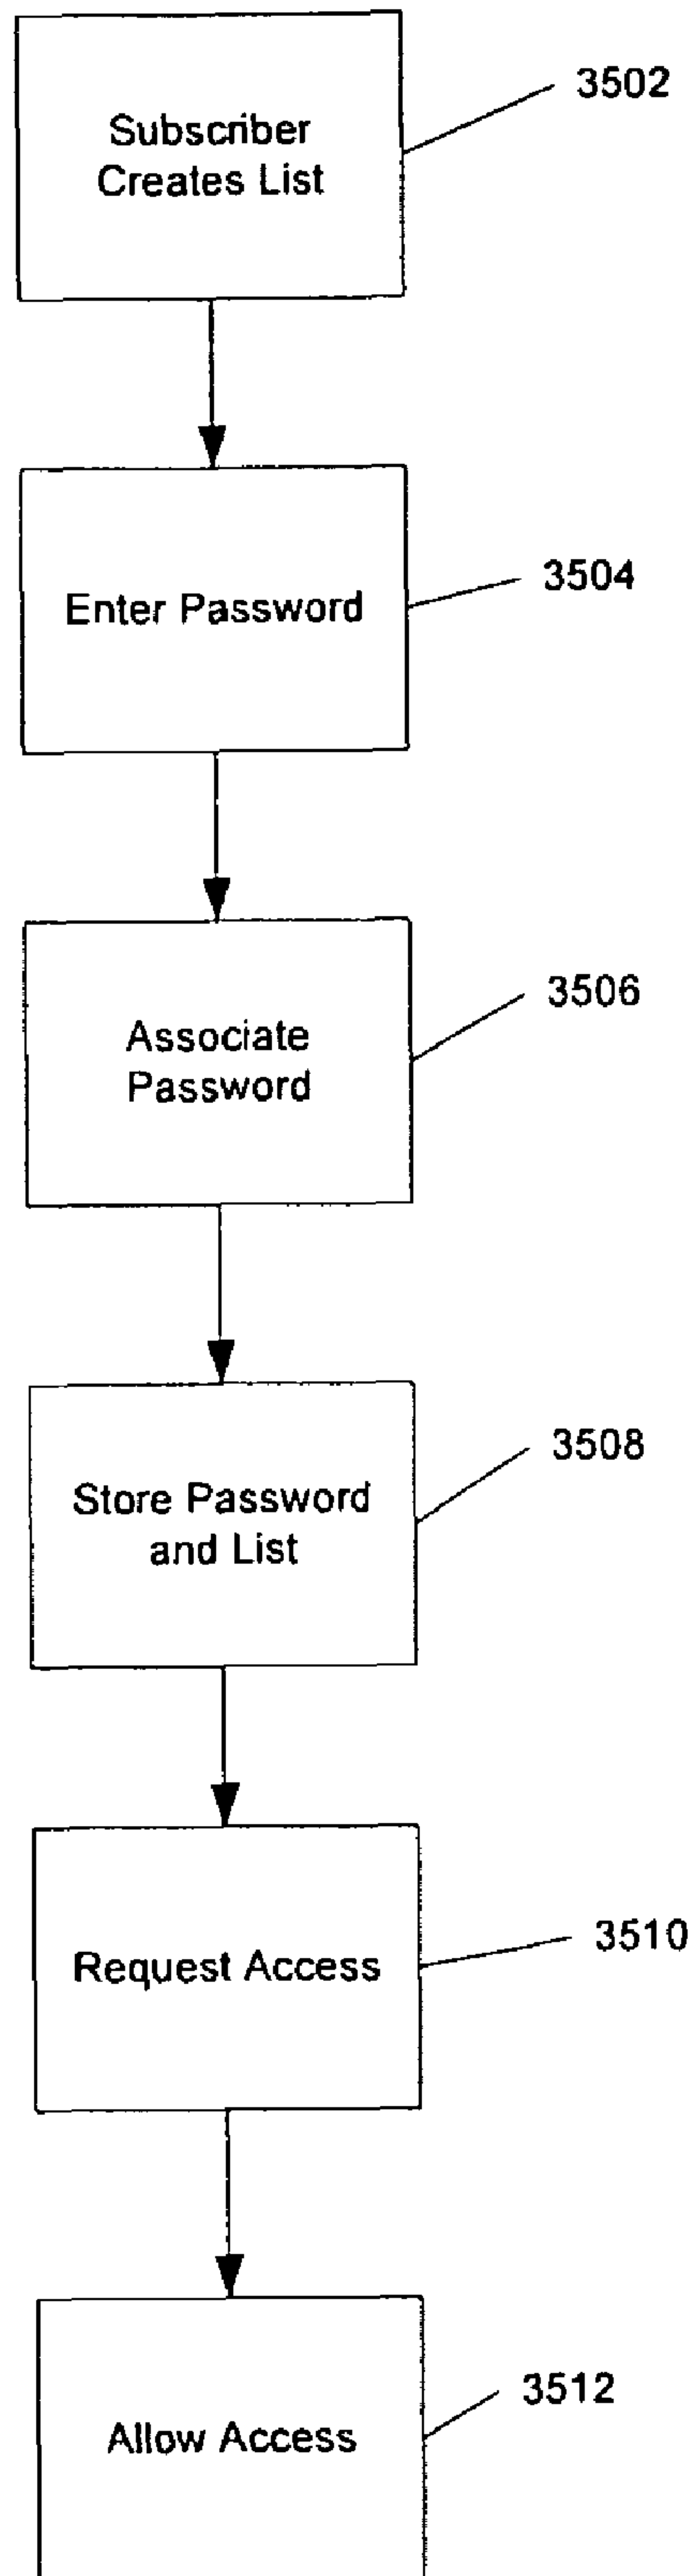 Subscriber
Creates List
3502
Enter Password
3504
Associate
Password
3506
Store Password
and List
3508
Request Access
3510
Allow Access
3512